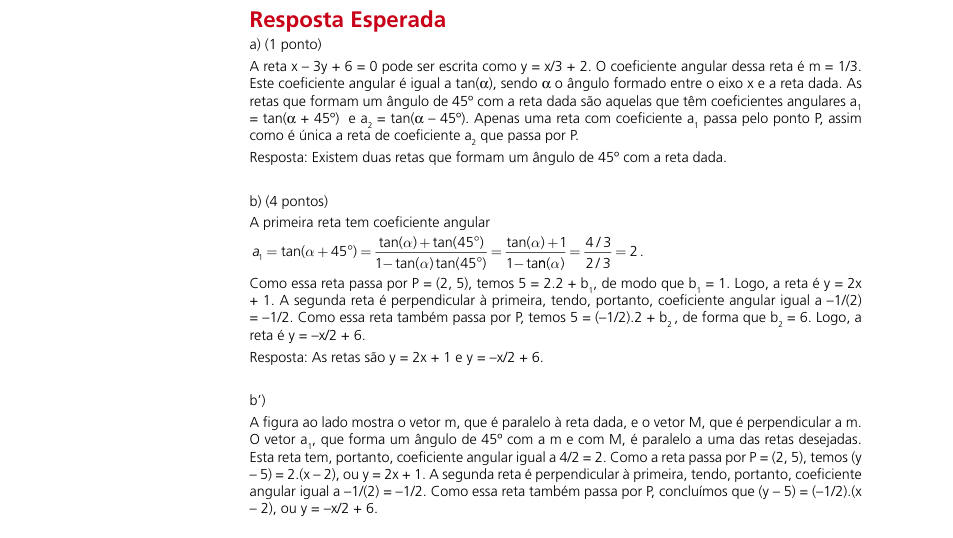 Resposta Esperada
a) (1 ponto)
A reta x – 3y + 6 = 0 pode ser escrita como y = x/3 + 2. O coeficiente angular dessa reta é m = 1/3.
Este coeficiente angular é igual a tan(α), sendo α o ângulo formado entre o eixo x e a reta dada. As
retas que formam um ângulo de 45º com a reta dada são aquelas que têm coeficientes angulares a₁
= tan(α + 45º) e a₂ = tan(α – 45º). Apenas uma reta com coeficiente a₁ passa pelo ponto P, assim
como é única a reta de coeficiente a₂ que passa por P.
Resposta: Existem duas retas que formam um ângulo de 45º com a reta dada.
b) (4 pontos)
A primeira reta tem coeficiente angular
a₁ = tan(α + 45°) = (tan(α) + tan(45°))/(1 – tan(α) tan(45°)) = (tan(α) + 1)/(1 – tan(α)) = (4/3)/(2/3) = 2.
Como essa reta passa por P = (2, 5), temos 5 = 2.2 + b₁, de modo que b₁ = 1. Logo, a reta é y = 2x
+ 1. A segunda reta é perpendicular à primeira, tendo, portanto, coeficiente angular igual a –1/(2)
= –1/2. Como essa reta também passa por P, temos 5 = (–1/2).2 + b₂ , de forma que b₂ = 6. Logo, a
reta é y = –x/2 + 6.
Resposta: As retas são y = 2x + 1 e y = –x/2 + 6.
b’)
A figura ao lado mostra o vetor m, que é paralelo à reta dada, e o vetor M, que é perpendicular a m.
O vetor a₁, que forma um ângulo de 45º com a m e com M, é paralelo a uma das retas desejadas.
Esta reta tem, portanto, coeficiente angular igual a 4/2 = 2. Como a reta passa por P = (2, 5), temos (y
– 5) = 2.(x – 2), ou y = 2x + 1. A segunda reta é perpendicular à primeira, tendo, portanto, coeficiente
angular igual a –1/(2) = –1/2. Como essa reta também passa por P, concluímos que (y – 5) = (–1/2).(x
– 2), ou y = –x/2 + 6.